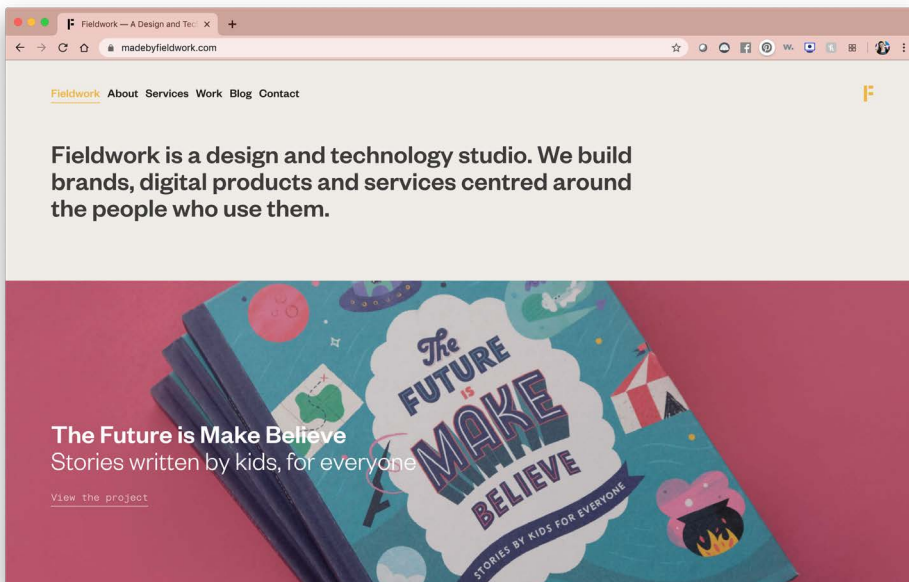 Fieldwork — A Design and Tec
madebyfieldwork.com
Fieldwork About Services Work Blog Contact
F
Fieldwork is a design and technology studio. We build
brands, digital products and services centred around
the people who use them.
The Future is Make Believe
Stories written by kids, for everyone
View the project
The
FUTURE
IS
MAKE
BELIEVE
STORIES BY KIDS FOR EVERYONE